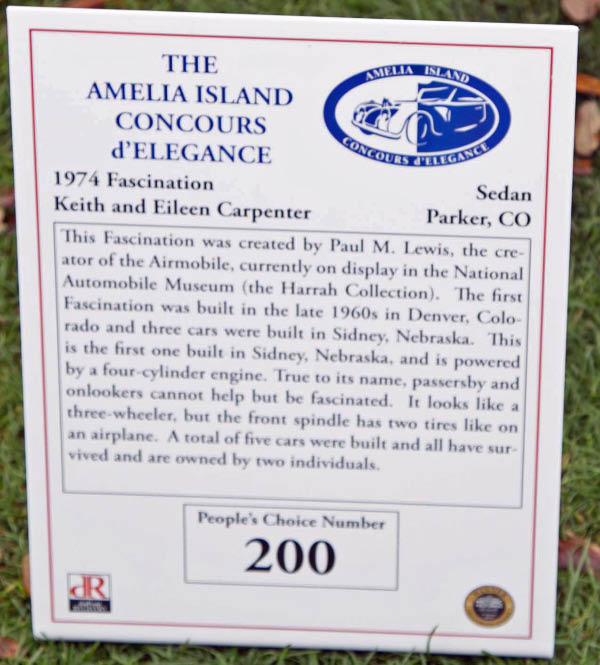 THE
AMELIA ISLAND
CONCOURS
d'ELEGANCE
AMELIA ISLAND
CONCOURS d'ELEGANCE
1974 Fascination
Sedan
Keith and Eileen Carpenter
Parker, CO
This Fascination was created by Paul M. Lewis, the cre-
ator of the Airmobile, currently on display in the National
Automobile Museum (the Harrah Collection). The first
Fascination was built in the late 1960s in Denver, Colo-
rado and three cars were built in Sidney, Nebraska. This
is the first one built in Sidney, Nebraska, and is powered
by a four-cylinder engine. True to its name, passersby and
onlookers cannot help but be fascinated. It looks like a
three-wheeler, but the front spindle has two tires like on
an airplane. A total of five cars were built and all have sur-
vived and are owned by two individuals.
People's Choice Number
200
dR